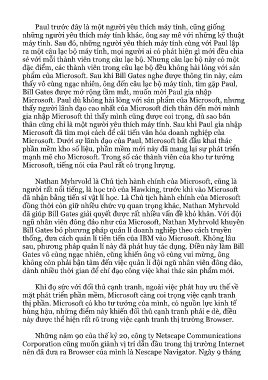 Paul trước đây là một người yêu thích máy tính, cũng giống
những người yêu thích máy tính khác, ông say mê với những kỹ thuật
máy tính. Sau đó, những người yêu thích máy tính cùng với Paul lập
ra một câu lạc bộ máy tính, mọi người ai có phát hiện gì mới đều chia
sẻ với mỗi thành viên trong câu lạc bộ. Nhưng câu lạc bộ này có một
đặc điểm, các thành viên trong câu lạc bộ đều không hài lòng với sản
phẩm của Microsoft. Sau khi Bill Gates nghe được thông tin này, cảm
thấy vô cùng ngạc nhiên, ông đến câu lạc bộ máy tính, tìm gặp Paul,
Bill Gates được mở rộng tầm mắt, muốn mời Paul gia nhập
Microsoft. Paul dù không hài lòng với sản phẩm của Microsoft, nhưng
thấy người lãnh đạo cao nhất của Microsoft đích thân đến mời mình
gia nhập Microsoft thì thấy mình cũng được coi trọng, dù sao bản
thân cũng chỉ là một người yêu thích máy tính. Sau khi Paul gia nhập
Microsoft đã tìm mọi cách để cải tiến văn hóa doanh nghiệp của
Microsoft. Dưới sự lãnh đạo của Paul, Microsoft bắt đầu khai thác
phần mềm kho số liệu, phần mềm mới này đã mang lại sự phát triển
mạnh mẽ cho Microsoft. Trong số các thành viên của kho tư tưởng
Microsoft, tiếng nói của Paul rất có trọng lượng.
Nathan Myhrvold là Chủ tịch hành chính của Microsoft, cũng là
người rất nổi tiếng, là học trò của Hawking, trước khi vào Microsoft
đã nhận bằng tiến sĩ vật lí học. Là Chủ tịch hành chính của Microsoft
đồng thời còn giữ nhiều chức vụ quan trọng khác, Nathan Myhrvold
đã giúp Bill Gates giải quyết được rất nhiều vấn đề khó khăn. Với đội
ngũ nhân viên đông đảo như của Microsoft, Nathan Myhrvold khuyên
Bill Gates bỏ phương pháp quản lí doanh nghiệp theo cách truyền
thống, đưa cách quản lí tiên tiến của IBM vào Microsoft. Không lâu
sau, phương pháp quản lí này đã phát huy tác dụng. Điều này làm Bill
Gates vô cùng ngạc nhiên, cũng khiến ông vô cùng vui mừng, ông
không còn phải bận tâm đến việc quản lí đội ngũ nhân viên đông đảo,
dành nhiều thời gian để chỉ đạo công việc khai thác sản phẩm mới.
Khi đọ sức với đối thủ cạnh tranh, ngoài việc phát huy ưu thế về
mặt phát triển phần mềm, Microsoft càng coi trọng việc cạnh tranh
thị phần. Microsoft có kho tư tưởng của mình, có nguồn lực kinh tế
hùng hậu, những điểm này khiến đối thủ cạnh tranh phải e dè, điều
này được thể hiện rất rõ trong việc cạnh tranh thị trường Browser.
Những năm 90 của thế kỷ 20, công ty Netscape Communications
Corporation cũng muốn giành vị trí dẫn đầu trong thị trường Internet
nên đã đưa ra Browser của mình là Nescape Navigator. Ngày 9 tháng